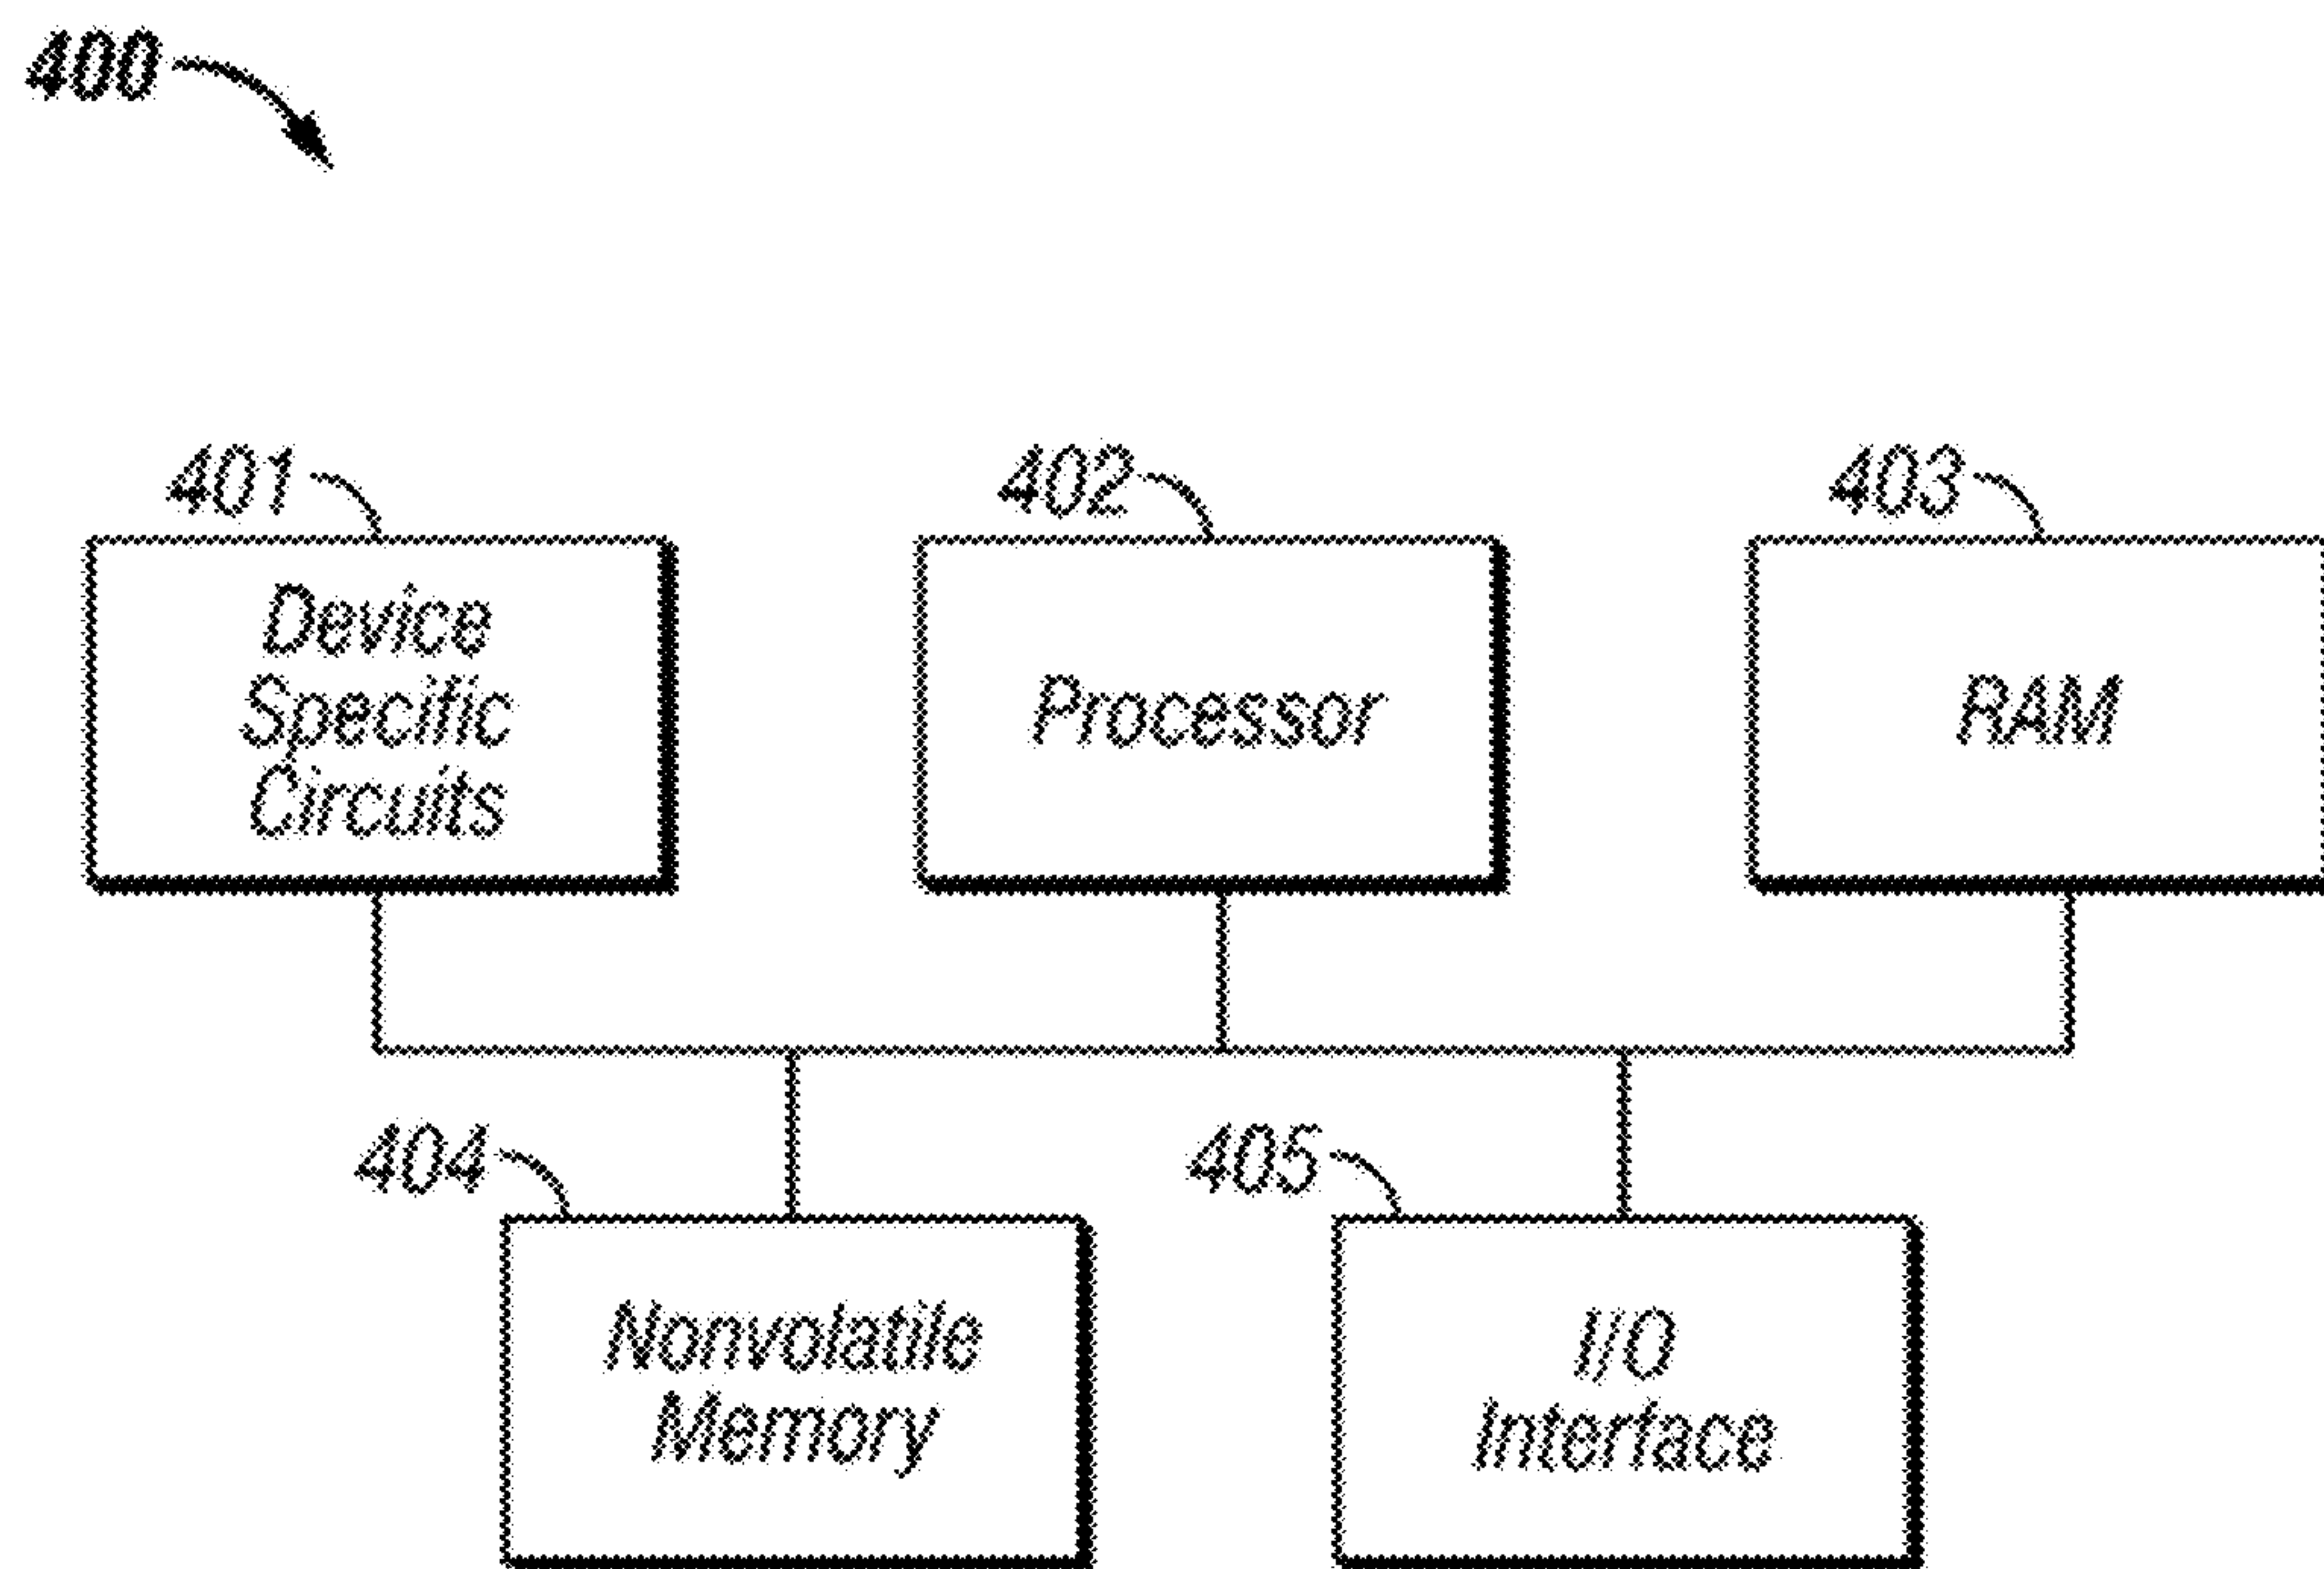 400
401
402
403
Device
Specific
Circuits
Processor
RAM
404
405
Nonvolatile
Memory
I/O
Interface